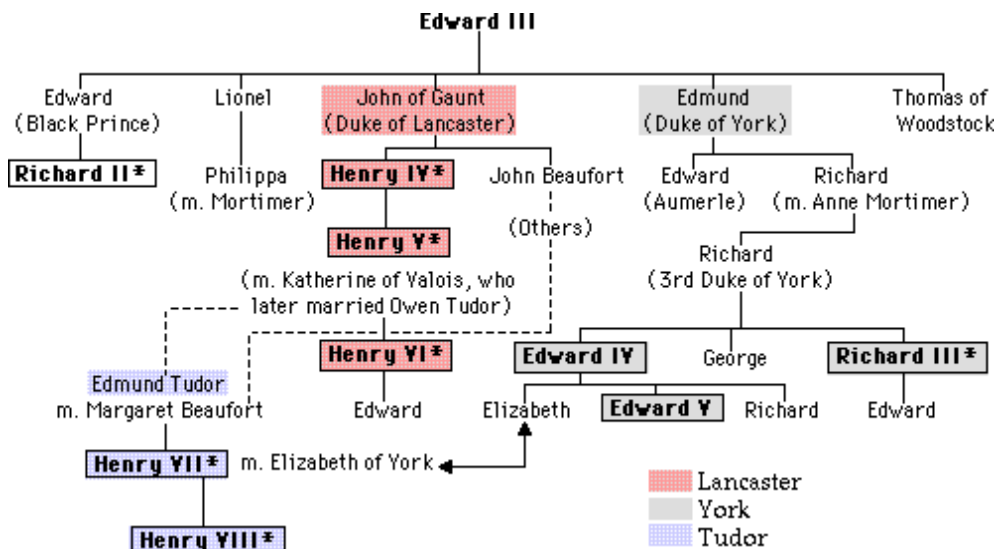 Edward III
Edward Lionel John of Gaunt Edmund Thomas of
(Black Prince) (Duke of Lancaster) (Duke of York) Woodstock
Richard II* Philippa Henry IV* John Beaufort Edward Richard
(m. Mortimer) (Aumerle) (m. Anne Mortimer)
(Others)
Henry V* Richard
(m. Katherine of Valois, who (3rd Duke of York)
later married Owen Tudor)
Henry VI* Edward IV George Richard III*
Edmund Tudor
m. Margaret Beaufort Edward Elizabeth Edward V Richard Edward
Henry VII* m. Elizabeth of York
Lancaster
York
Henry VIII* Tudor